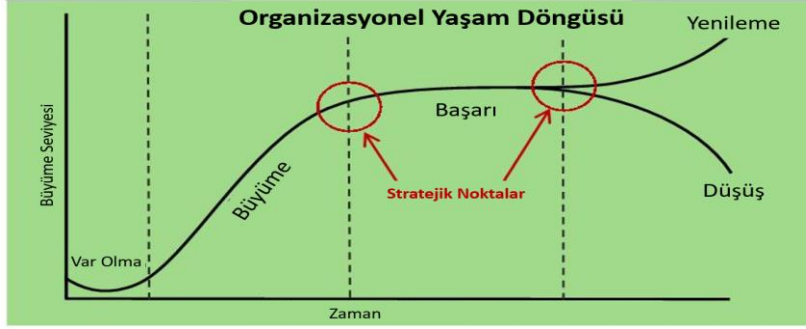 Organizasyonel Yaşam Döngüsü
Yenileme
Başarı
Büyüme Seviyesi
Büyüme
Stratejik Noktalar
Düşüş
Var Olma
Zaman